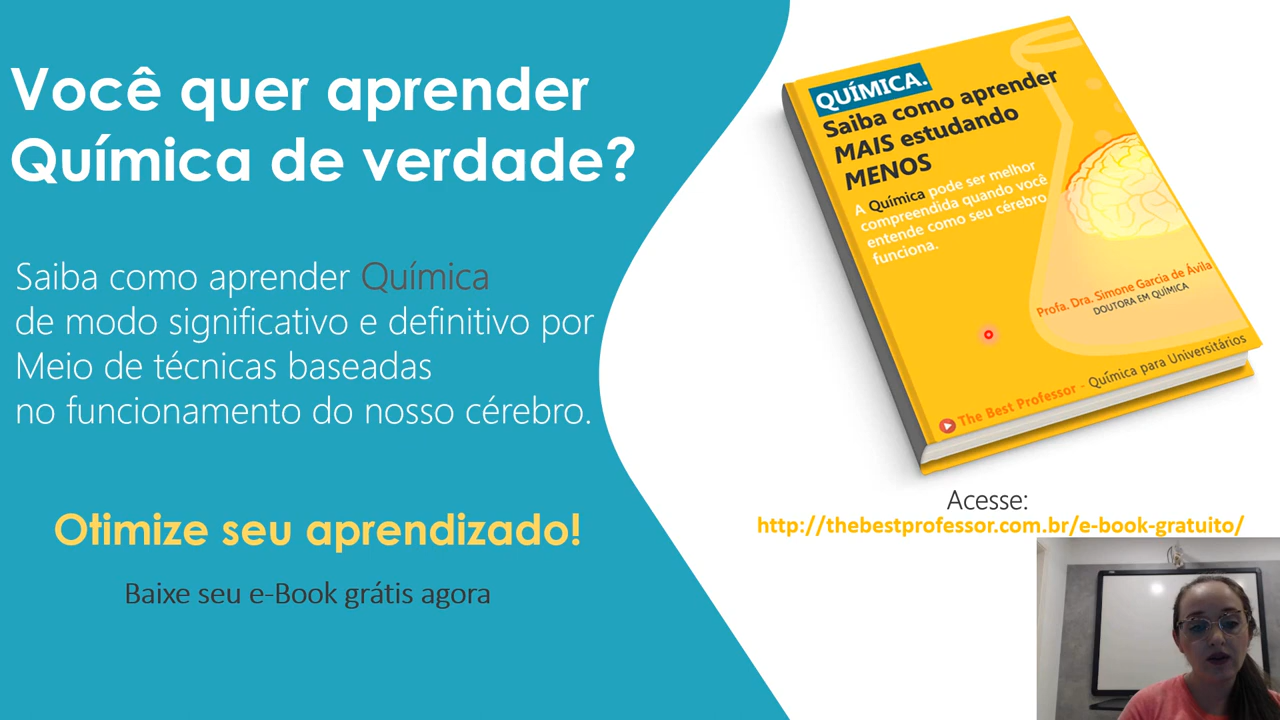 Você quer aprender
Química de verdade?
Saiba como aprender Química
de modo significativo e definitivo por
Meio de técnicas baseadas
no funcionamento do nosso cérebro.
Otimize seu aprendizado!
Baixe seu e-Book grátis agora
QUÍMICA.
Saiba como aprender
MAIS estudando
MENOS
A Química pode ser melhor
compreendida quando você
entende como seu cérebro
funciona.
Profa. Dra. Simone Garcia de Ávila
DOUTORA EM QUÍMICA
The Best Professor - Química para Universitários
Acesse:
http://thebestprofessor.com.br/e-book-gratuito/